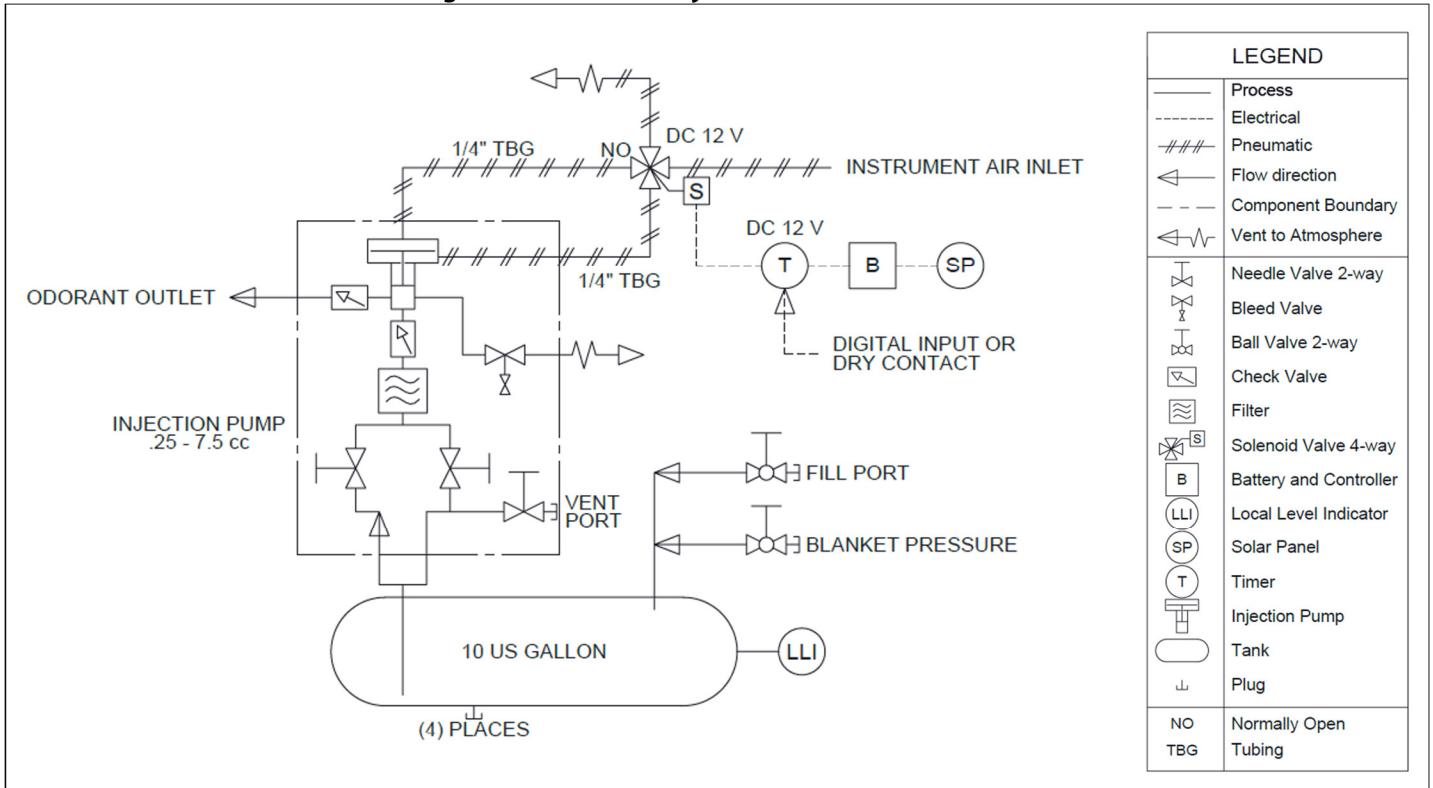 DC 12 V
1/4" TBG
NO
INSTRUMENT AIR INLET
S
DC 12 V
1/4" TBG
T
B
SP
ODORANT OUTLET
DIGITAL INPUT OR
DRY CONTACT
INJECTION PUMP
.25 - 7.5 cc
VENT
PORT
FILL PORT
BLANKET PRESSURE
10 US GALLON
LLI
(4) PLACES
LEGEND
Process
Electrical
Pneumatic
Flow direction
Component Boundary
Vent to Atmosphere
Needle Valve 2-way
Bleed Valve
Ball Valve 2-way
Check Valve
Filter
S Solenoid Valve 4-way
B Battery and Controller
LLI Local Level Indicator
SP Solar Panel
T Timer
Injection Pump
Tank
Plug
NO Normally Open
TBG Tubing